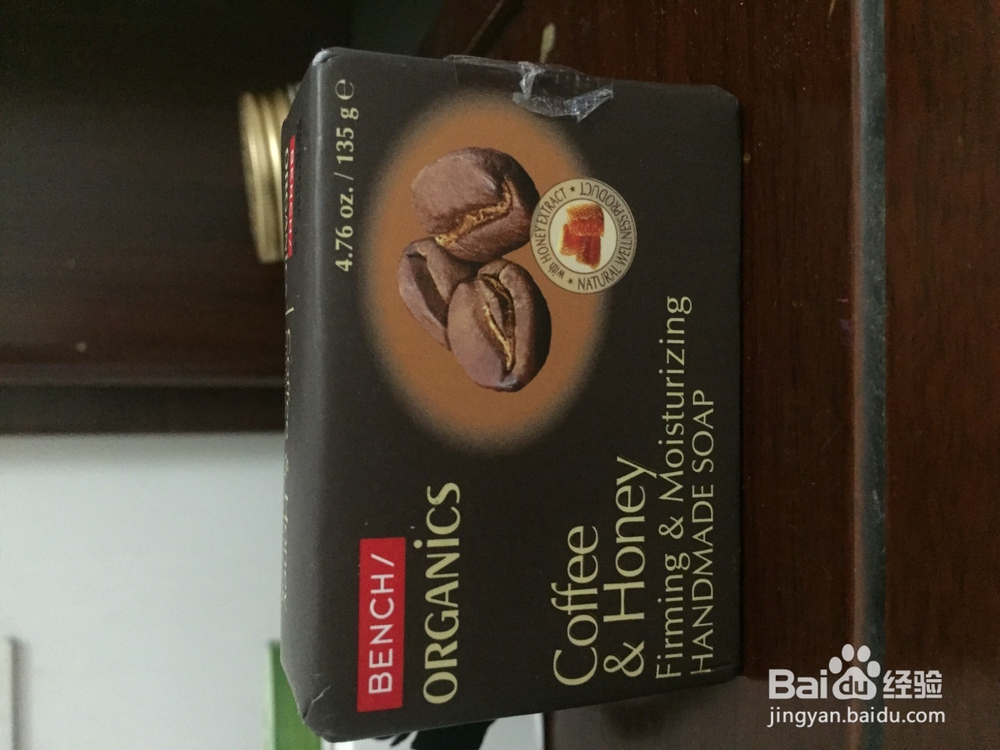 BENCH/
ORGANiCS
4.76 oz. / 135 g ℮
with HONEY EXTRACT
★ NATURAL WELLNESS PRODUCT ★
Coffee
& Honey
Firming & Moisturizing
HANDMADE SOAP
Baidu 经验
jingyan.baidu.com